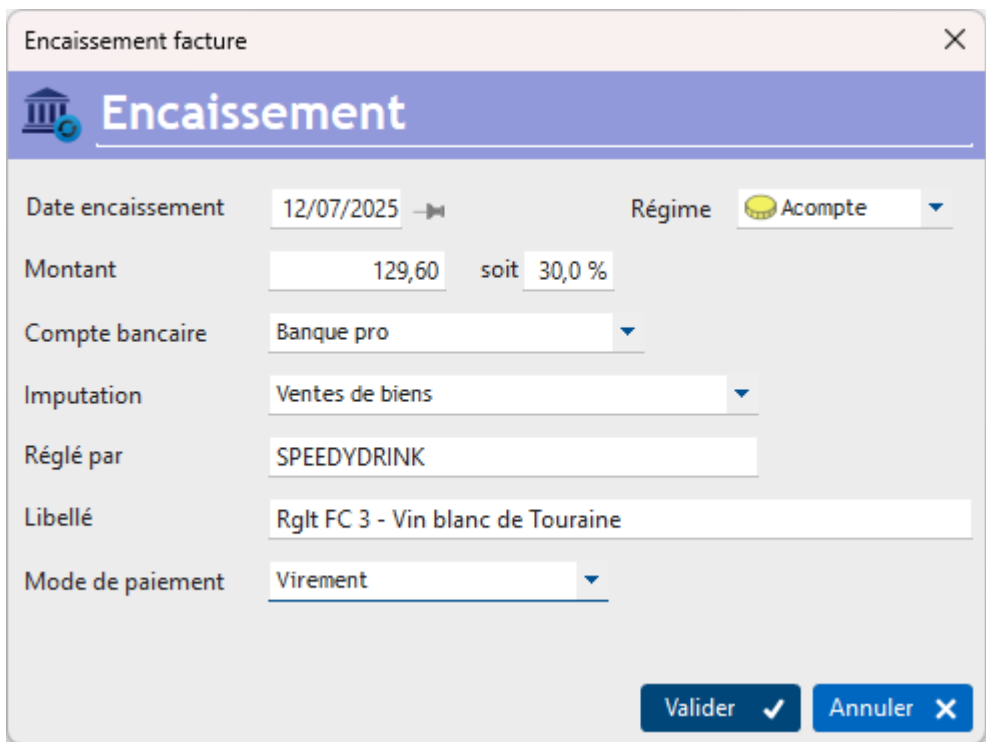 Encaissement facture
Encaissement
Date encaissement 12/07/2025 Régime Acompte
Montant 129,60 soit 30,0 %
Compte bancaire Banque pro
Imputation Ventes de biens
Réglé par SPEEDYDRINK
Libellé Rglt FC 3 - Vin blanc de Touraine
Mode de paiement Virement
Valider Annuler